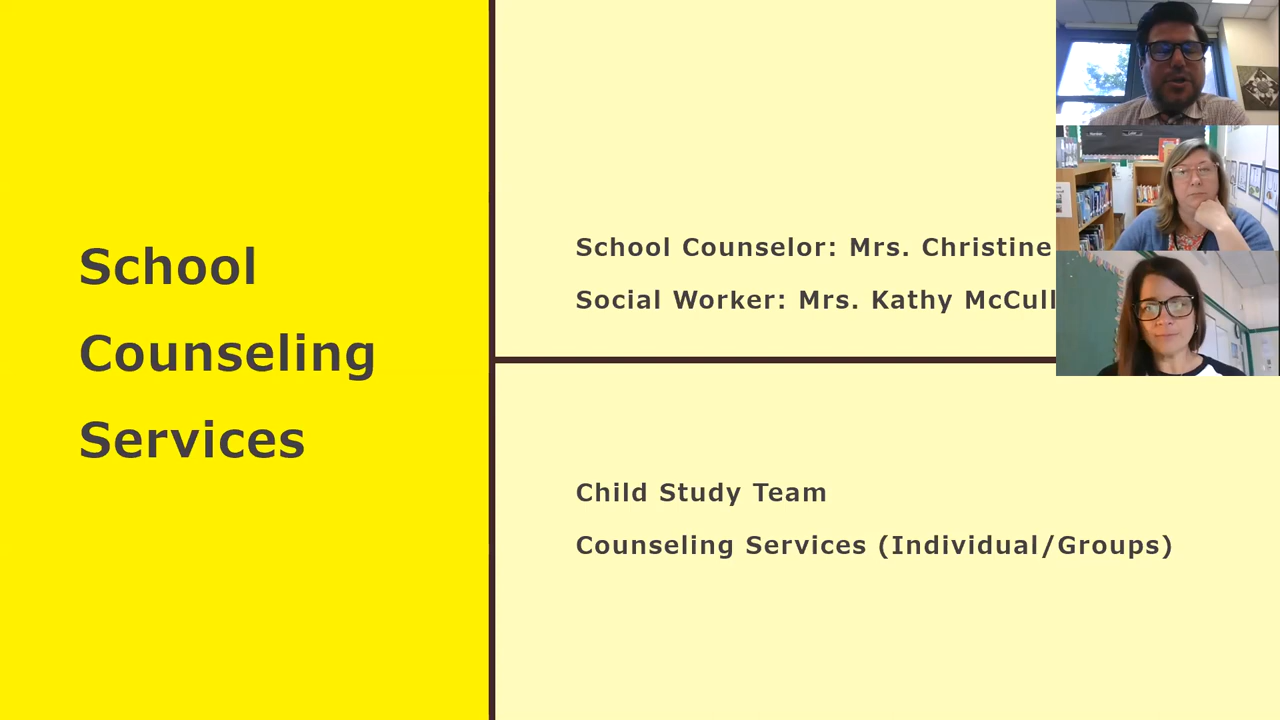 School
Counseling
Services
School Counselor: Mrs. Christine
Social Worker: Mrs. Kathy McCull
Child Study Team
Counseling Services (Individual/Groups)